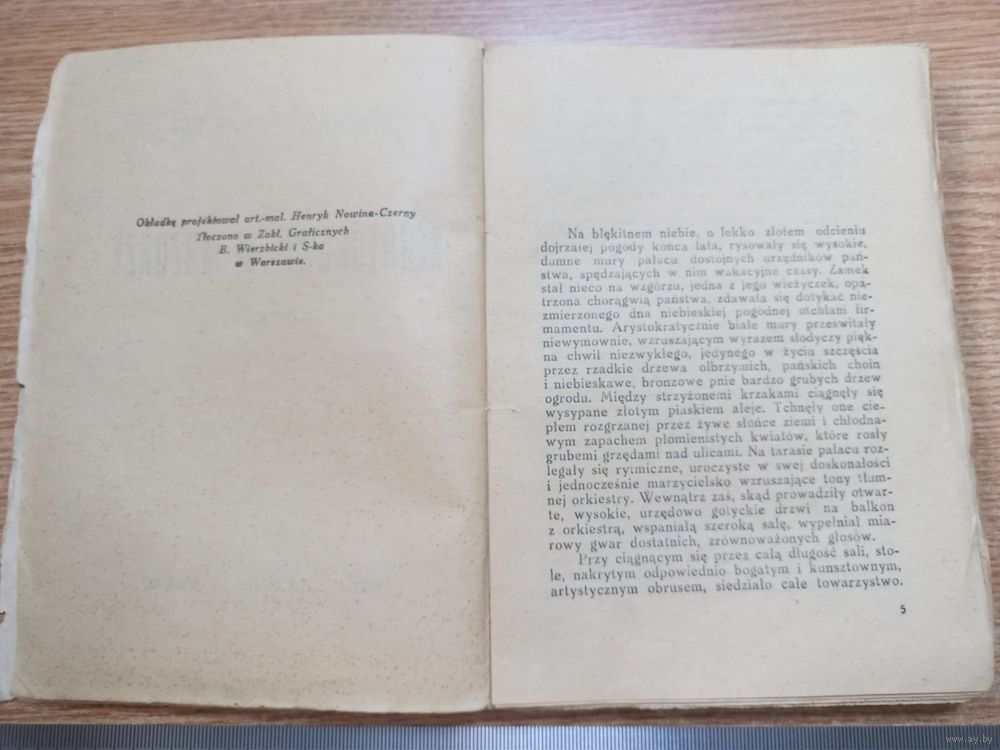 Okładkę projektował art.-mal. Henryk Nowina-Czerny
Tłoczono w Zakł. Graficznych
B. Wierzbicki i S-ka
w Warszawie.
Na błękitnem niebie, o lekko złotem odcieniu
dojrzałej pogody końca lata, rysowały się wysokie,
dumne mury pałacu dostojnych urzędników pań-
stwa, spędzających w nim wakacyjne czasy. Zamek
stał nieco na wzgórzu, jedna z jego wieżyczek, opa-
trzona chorągwią państwa, zdawała się dotykać nie-
zmierzonego dna niebieskiej pogodnej otchłani fir-
mamentu. Arystokratycznie białe mury prześwitały
niewymownie, wzruszającym wyrazem słodyczy pięk-
na chwil niezwykłego, jedynego w życiu szczęścia
przez rzadkie drzewa olbrzymich, pańskich choin
i niebieskawe, bronzowe pnie bardzo grubych drzew
ogrodu. Między strzyżonemi krzakami ciągnęły się
wysypane złotym piaskiem aleje. Tchnęły one cie-
płem rozgrzanej przez żywe słońce ziemi i chłodna-
wym zapachem płomienistych kwiatów, które rosły
grubemi grzędami nad ulicami. Na tarasie pałacu roz-
legały się rytmiczne, uroczyste w swej doskonałości
i jednocześnie marzycielsko wzruszające tony tłum-
nej orkiestry. Wewnątrz zaś, skąd prowadziły otwar-
te, wysokie, urzędowo gotyckie drzwi na balkon
z orkiestrą, wspaniałą szeroką salę, wypełniał mia-
rowy gwar dostatnich, zrównoważonych głosów.
Przy ciągnącym się przez całą długość sali, sto-
le, nakrytym odpowiednio bogatym i kunsztownym,
artystycznym obrusem, siedziało całe towarzystwo.
5
www.ay.by